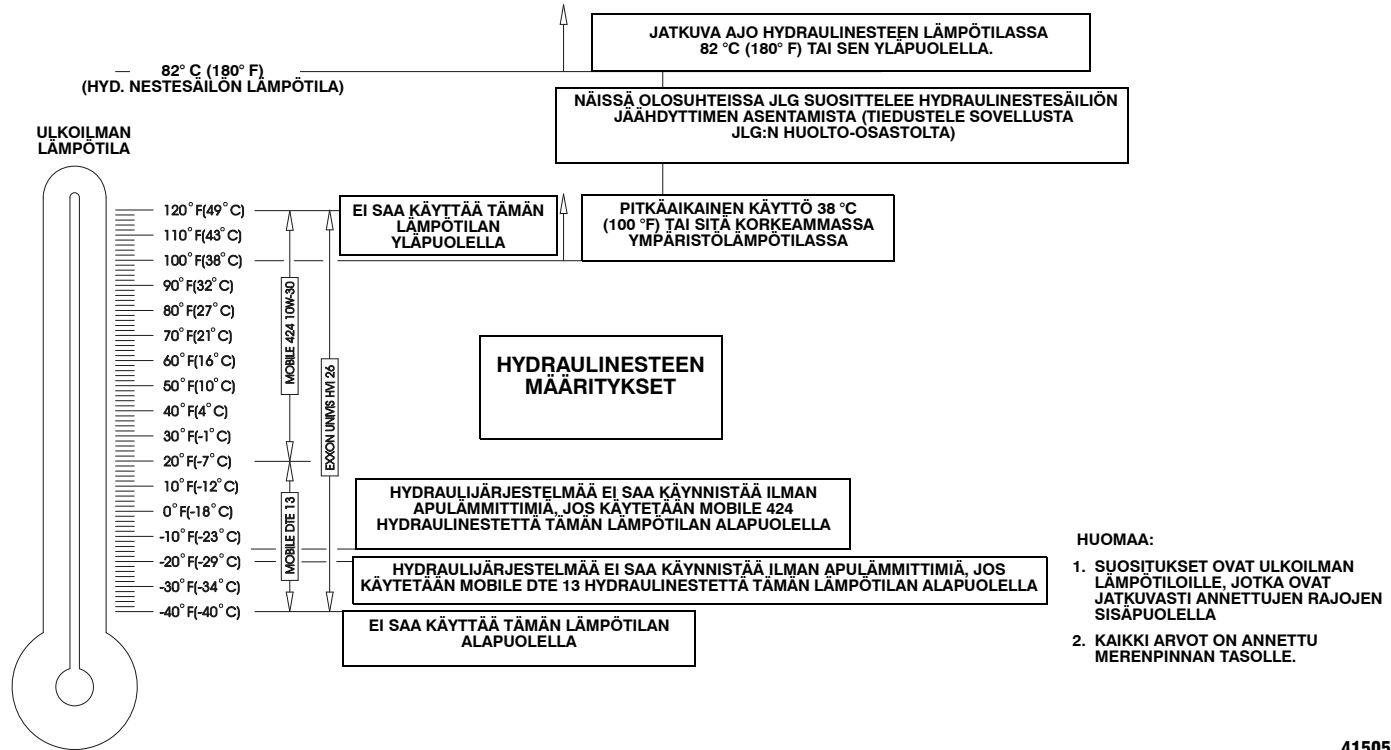 JATKUVA AJO HYDRAULINESTEEN LÄMPÖTILASSA
82 °C (180° F) TAI SEN YLÄPUOLELLA.
82° C (180° F)
(HYD. NESTESÄILÖN LÄMPÖTILA)
NÄISSÄ OLOSUHTEISSA JLG SUOSITTELEE HYDRAULINESTESÄILIÖN
JÄÄHDYTTIMEN ASENTAMISTA (TIEDUSTELE SOVELLUSTA
JLG:N HUOLTO-OSASTOLTA)
ULKOILMAN
LÄMPÖTILA
120°F(49°C)
110°F(43°C)
100°F(38°C)
90°F(32°C)
80°F(27°C)
70°F(21°C)
60°F(16°C)
50°F(10°C)
40°F(4°C)
30°F(-1°C)
20°F(-7°C)
10°F(-12°C)
0°F(-18°C)
-10°F(-23°C)
-20°F(-29°C)
-30°F(-34°C)
-40°F(-40°C)
MOBILE 424 10W-30
MOBILE DTE 13
EXXON UNIVIS HVI 26
EI SAA KÄYTTÄÄ TÄMÄN
LÄMPÖTILAN
YLÄPUOLELLA
PITKÄAIKAINEN KÄYTTÖ 38 °C
(100 °F) TAI SITÄ KORKEAMMASSA
YMPÄRISTÖLÄMPÖTILASSA
HYDRAULINESTEEN
MÄÄRITYKSET
HYDRAULIJÄRJESTELMÄÄ EI SAA KÄYNNISTÄÄ ILMAN
APULÄMMITTIMIÄ, JOS KÄYTETÄÄN MOBILE 424
HYDRAULINESTETTÄ TÄMÄN LÄMPÖTILAN ALAPUOLELLA
HYDRAULIJÄRJESTELMÄÄ EI SAA KÄYNNISTÄÄ ILMAN APULÄMMITTIMIÄ, JOS
KÄYTETÄÄN MOBILE DTE 13 HYDRAULINESTETTÄ TÄMÄN LÄMPÖTILAN ALAPUOLELLA
EI SAA KÄYTTÄÄ TÄMÄN LÄMPÖTILAN
ALAPUOLELLA
HUOMAA:
1. SUOSITUKSET OVAT ULKOILMAN
LÄMPÖTILOILLE, JOTKA OVAT
JATKUVASTI ANNETTUJEN RAJOJEN
SISÄPUOLELLA
2. KAIKKI ARVOT ON ANNETTU
MERENPINNAN TASOLLE.
41505